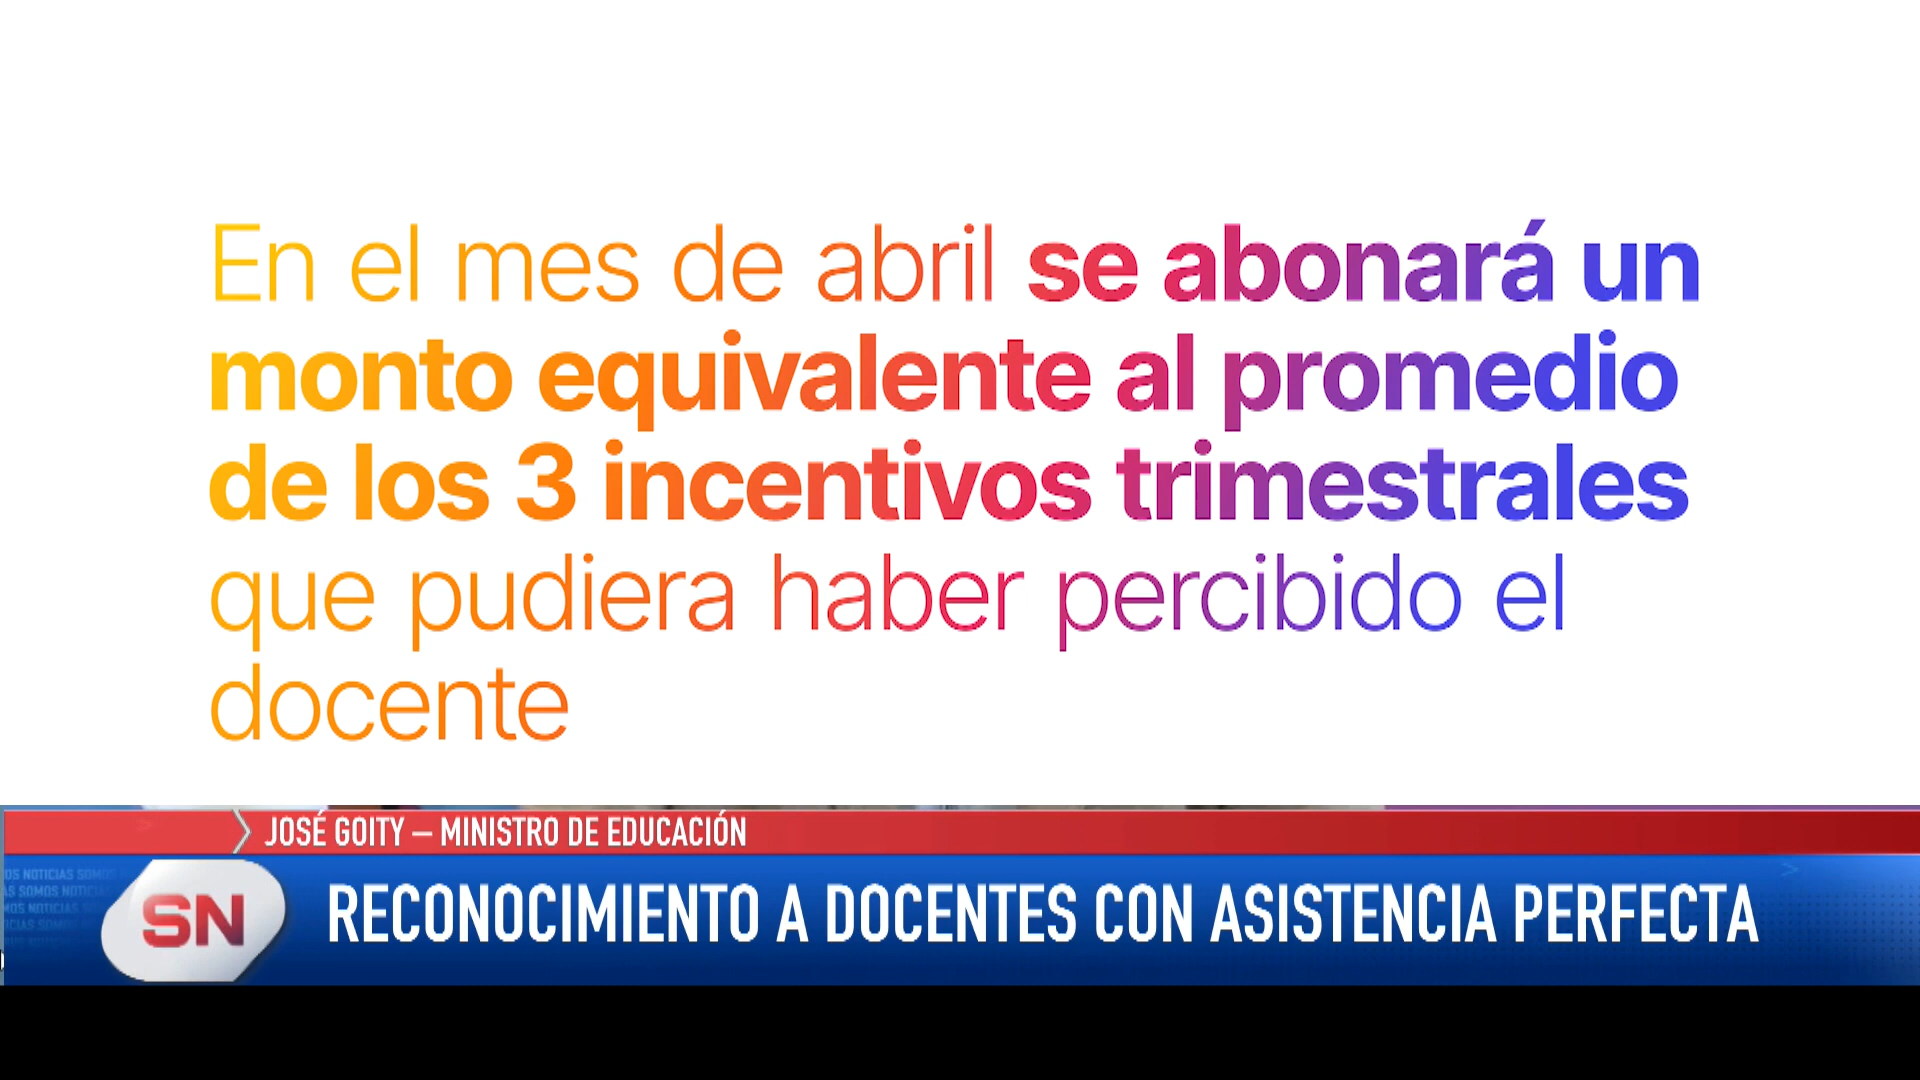 En el mes de abril se abonará un
monto equivalente al promedio
de los 3 incentivos trimestrales
que pudiera haber percibido el
docente
JOSÉ GOITY – MINISTRO DE EDUCACIÓN
SN
RECONOCIMIENTO A DOCENTES CON ASISTENCIA PERFECTA